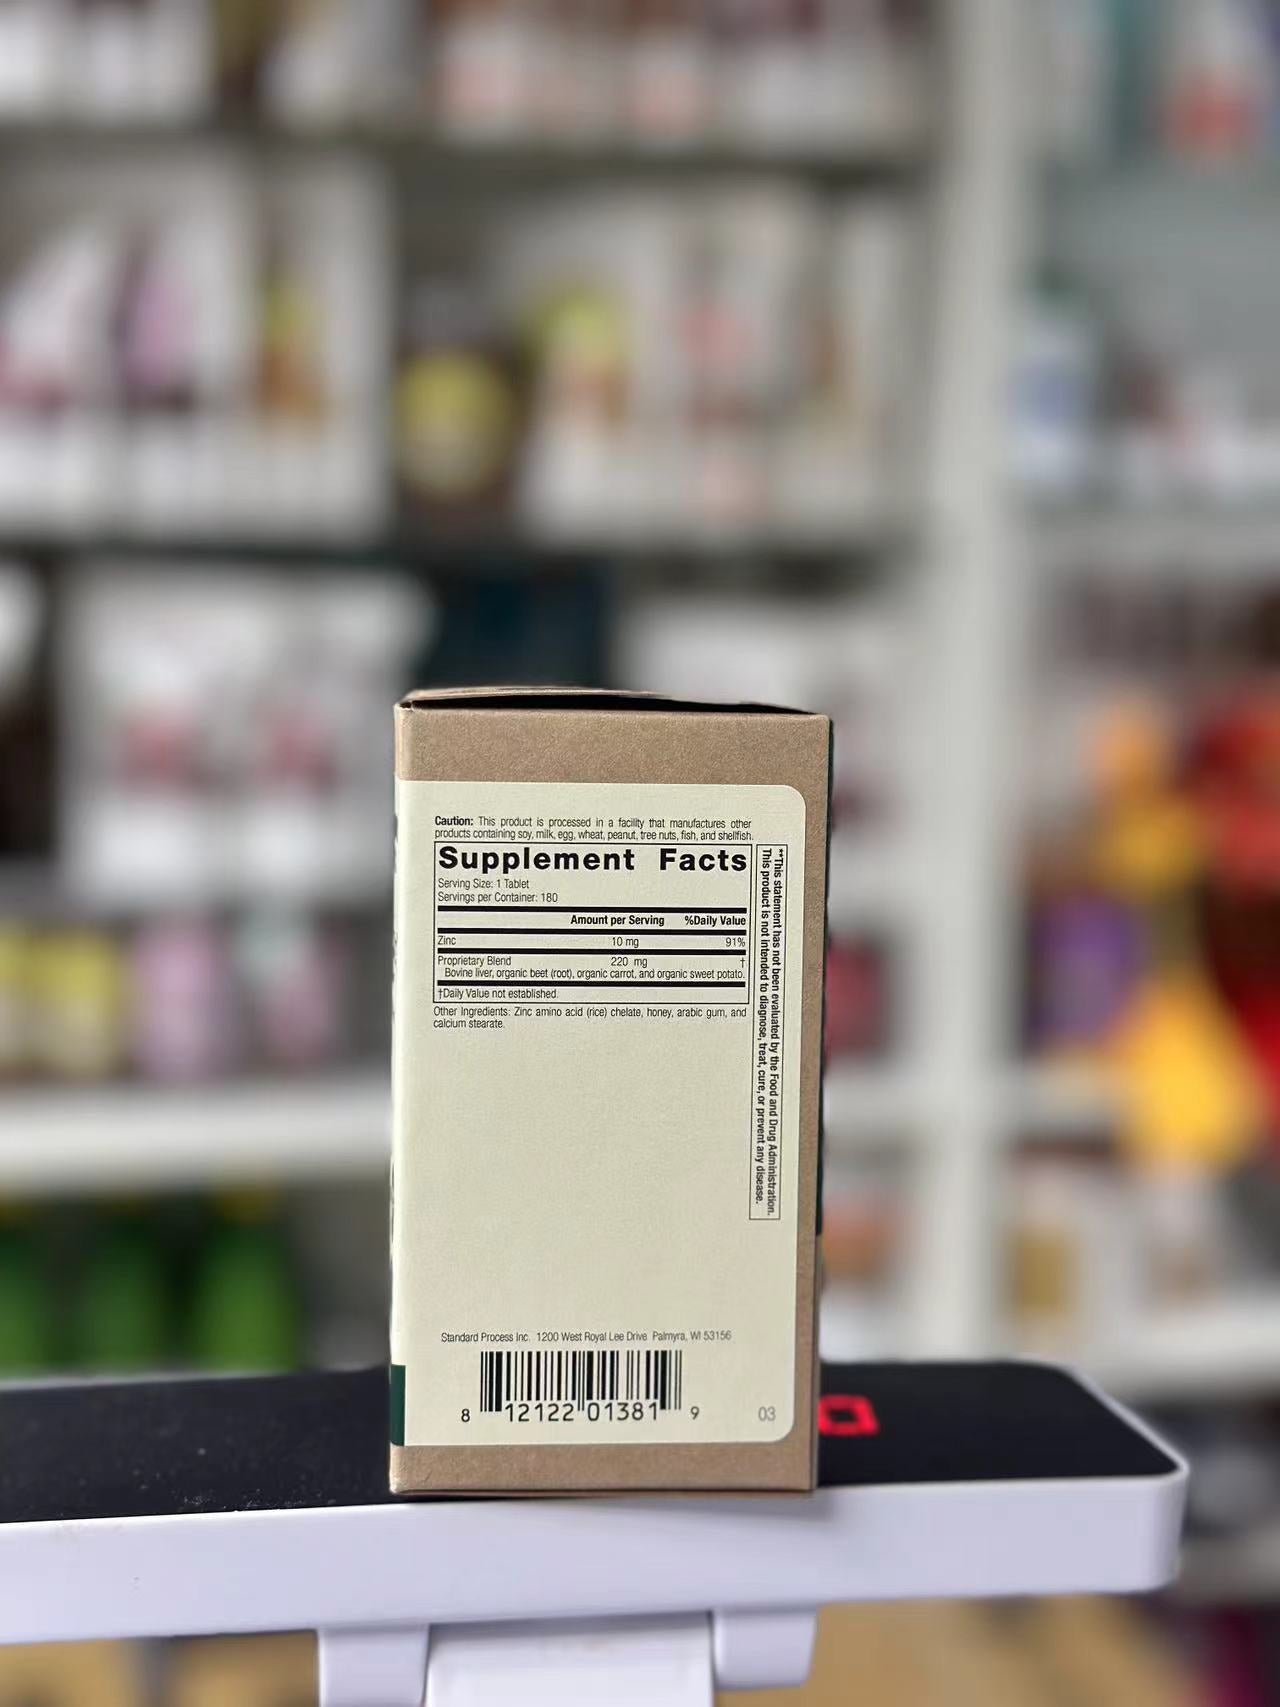 Caution: This product is processed in a facility that manufactures other
products containing soy, milk, egg, wheat, peanut, tree nuts, fish, and shellfish.
Supplement Facts
Serving Size: 1 Tablet
Servings per Container: 180
Amount per Serving %Daily Value
Zinc 10 mg 91%
Proprietary Blend 220 mg †
Bovine liver, organic beet (root), organic carrot, and organic sweet potato.
†Daily Value not established.
Other Ingredients: Zinc amino acid (rice) chelate, honey, arabic gum, and
calcium stearate.
**This statement has not been evaluated by the Food and Drug Administration.
This product is not intended to diagnose, treat, cure, or prevent any disease.
Standard Process Inc. 1200 West Royal Lee Drive Palmyra, WI 53156
8 12122 01381 9
03